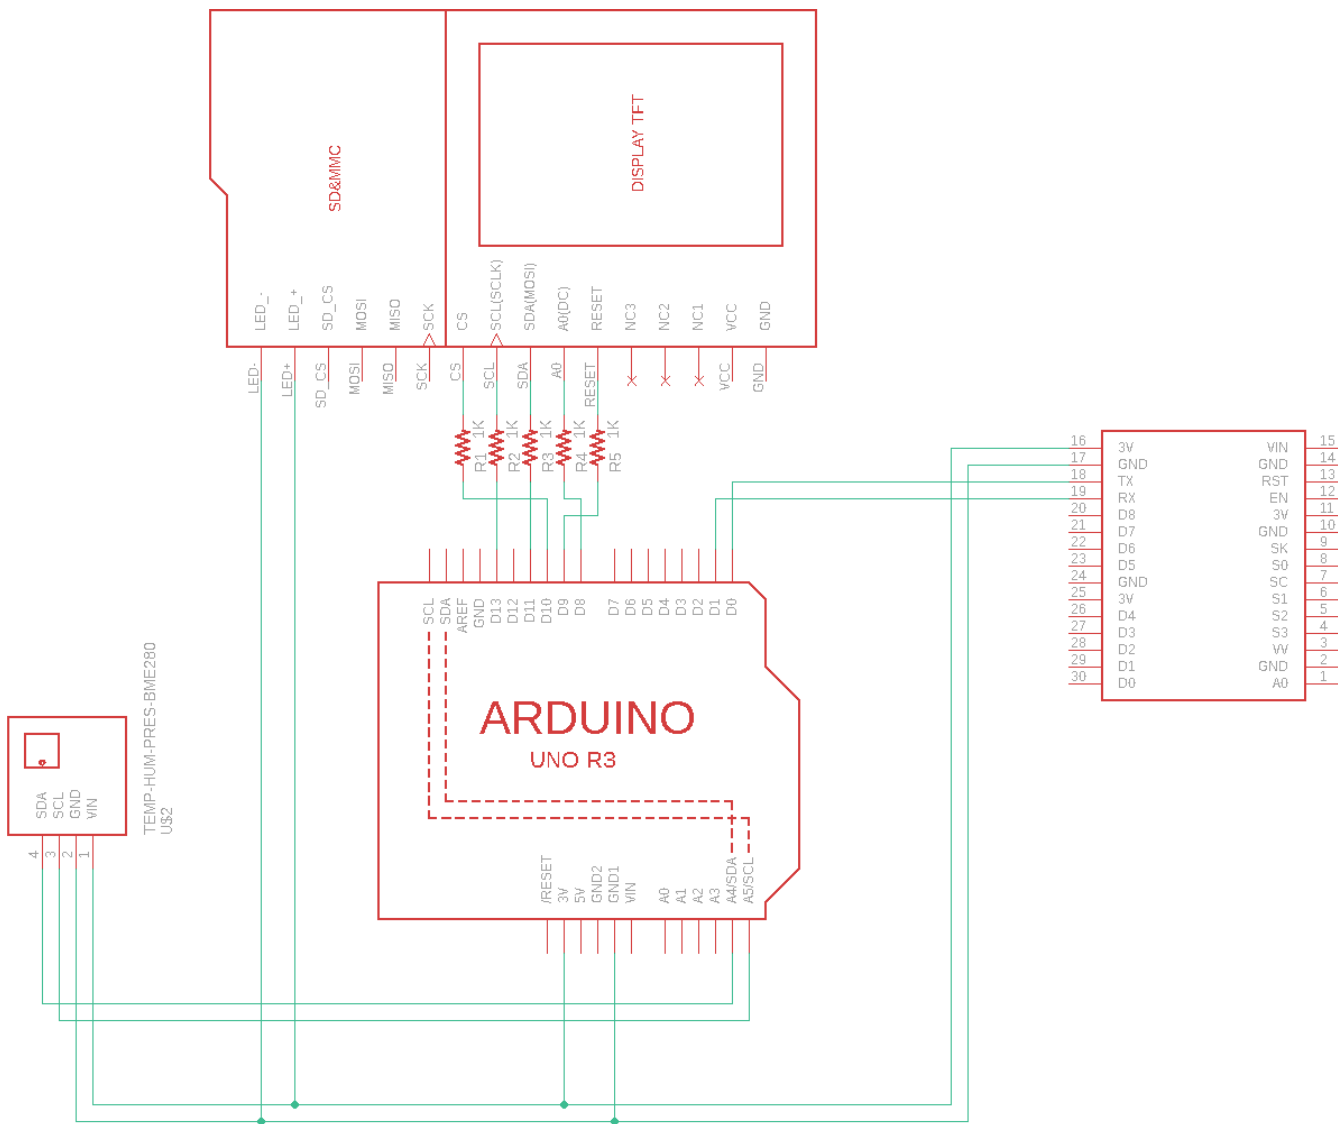 SD&MMC
DISPLAY TFT
LED_-
LED_+
SD_CS
MOSI
MISO
SCK
CS
SCL(SCLK)
SDA(MOSI)
A0(DC)
RESET
NC3
NC2
NC1
VCC
GND
LED-
LED+
SD_CS
MOSI
MISO
SCK
CS
SCL
SDA
A0
RESET
VCC
GND
R1 1K
R2 1K
R3 1K
R4 1K
R5 1K
16 3V VIN 15
17 GND GND 14
18 TX RST 13
19 RX EN 12
20 D8 3V 11
21 D7 GND 10
22 D6 SK 9
23 D5 S0 8
24 GND SC 7
25 3V S1 6
26 D4 S2 5
27 D3 S3 4
28 D2 VV 3
29 D1 GND 2
30 D0 A0 1
SCL
SDA
AREF
GND
D13
D12
D11
D10
D9
D8
D7
D6
D5
D4
D3
D2
D1
D0
ARDUINO
UNO R3
/RESET
3V
5V
GND2
GND1
VIN
A0
A1
A2
A3
A4/SDA
A5/SCL
TEMP-HUM-PRES-BME280
U$2
SDA
SCL
GND
VIN
4
3
2
1